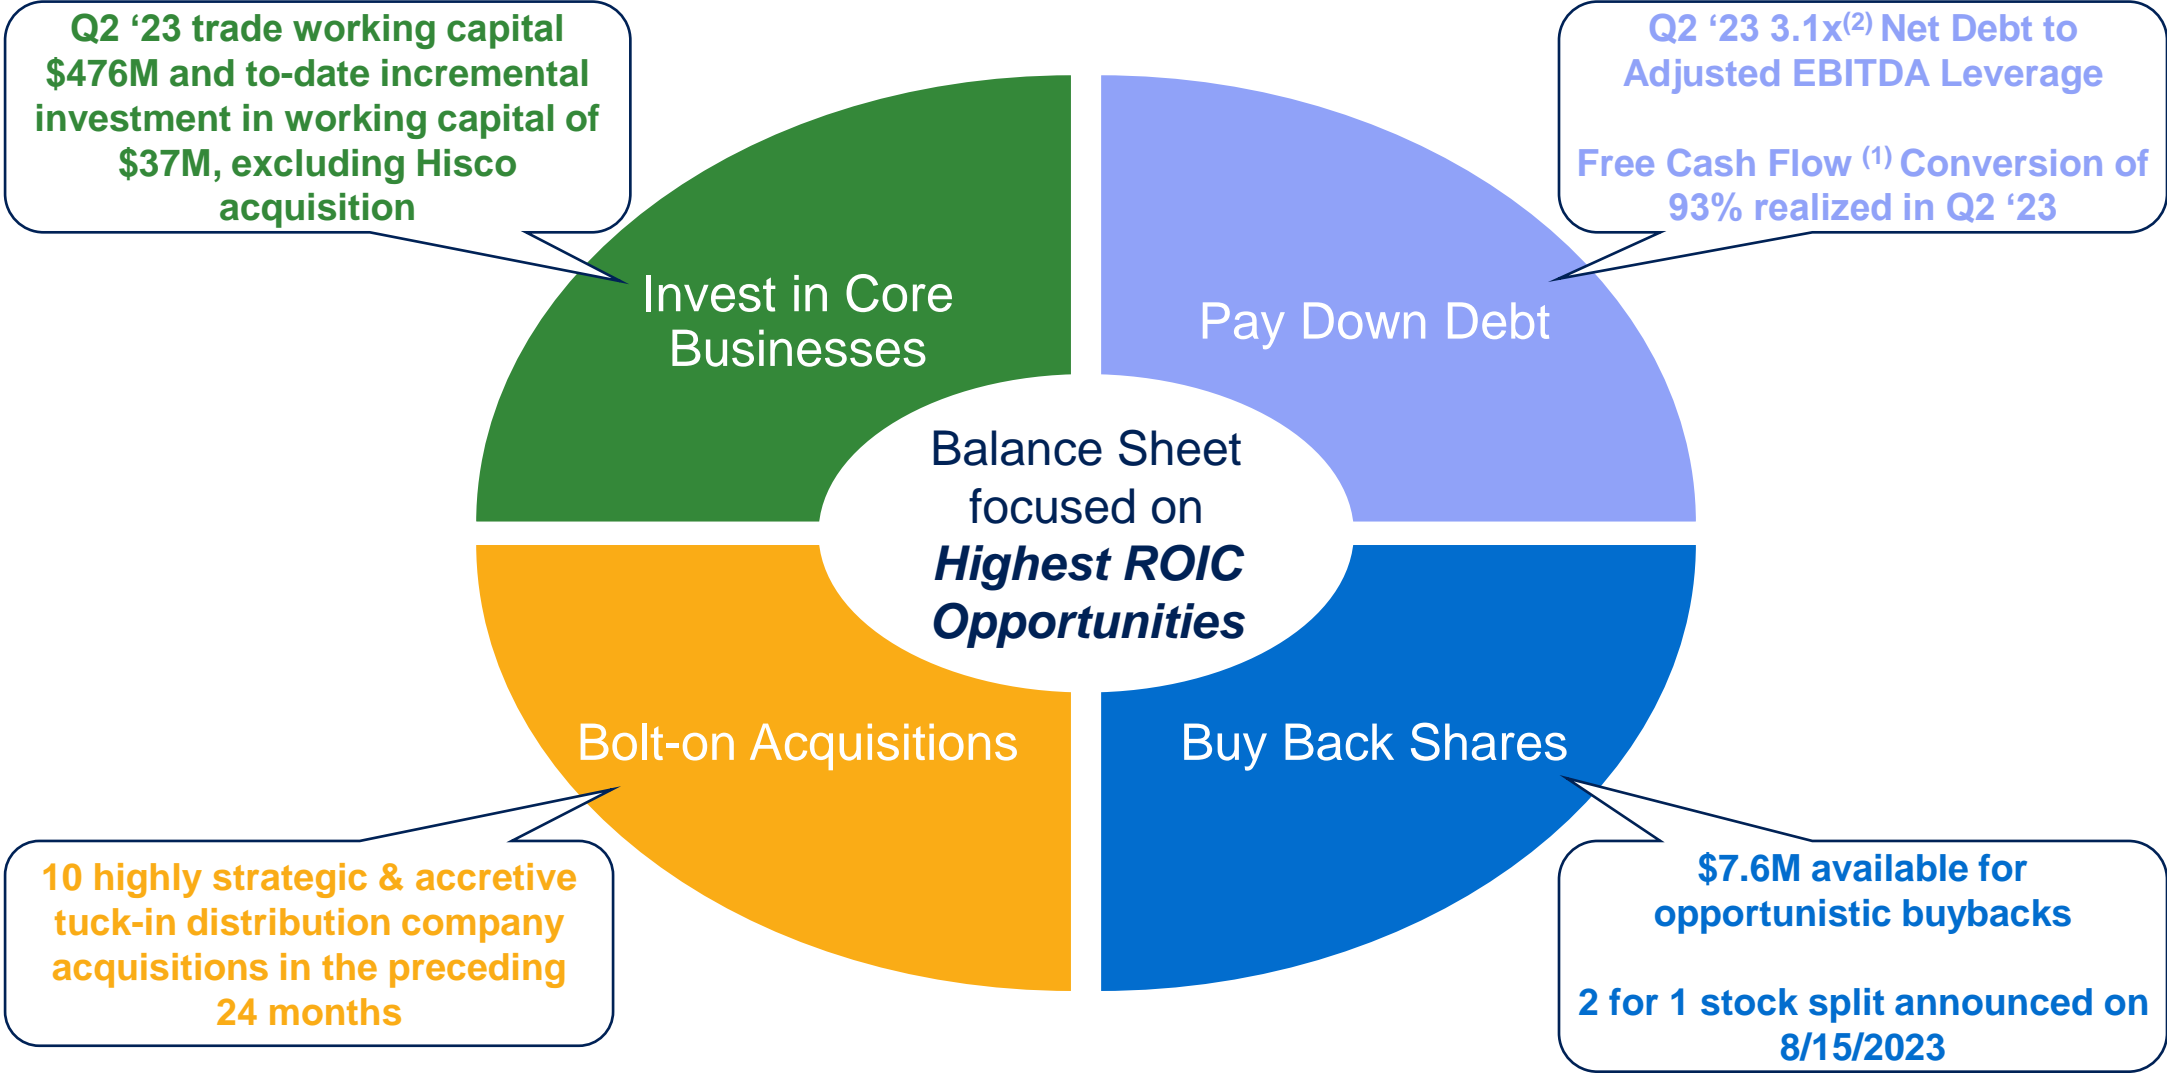 Q2 ‘23 trade working capital
$476M and to-date incremental
investment in working capital of
$37M, excluding Hisco
acquisition
Q2 ‘23 3.1x(2) Net Debt to
Adjusted EBITDA Leverage
Free Cash Flow (1) Conversion of
93% realized in Q2 ‘23
Invest in Core
Businesses
Pay Down Debt
Balance Sheet
focused on
Highest ROIC
Opportunities
Bolt-on Acquisitions
Buy Back Shares
10 highly strategic & accretive
tuck-in distribution company
acquisitions in the preceding
24 months
$7.6M available for
opportunistic buybacks
2 for 1 stock split announced on
8/15/2023